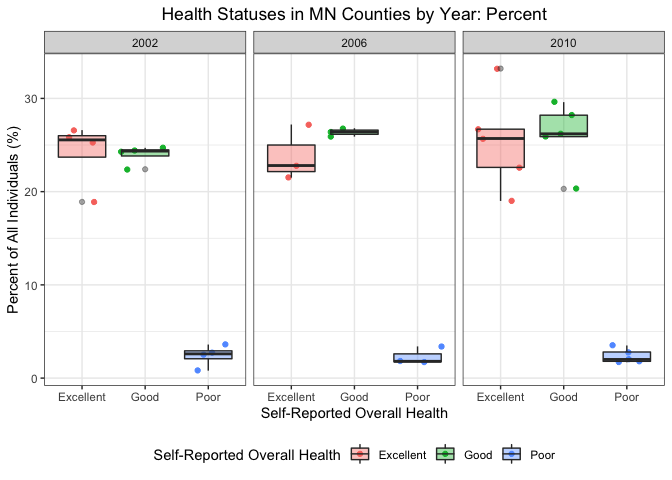 Health Statuses in MN Counties by Year: Percent
2002 2006 2010
Percent of All Individuals (%)
30
20
10
0
Excellent Good Poor Excellent Good Poor Excellent Good Poor
Self-Reported Overall Health
Self-Reported Overall Health Excellent Good Poor